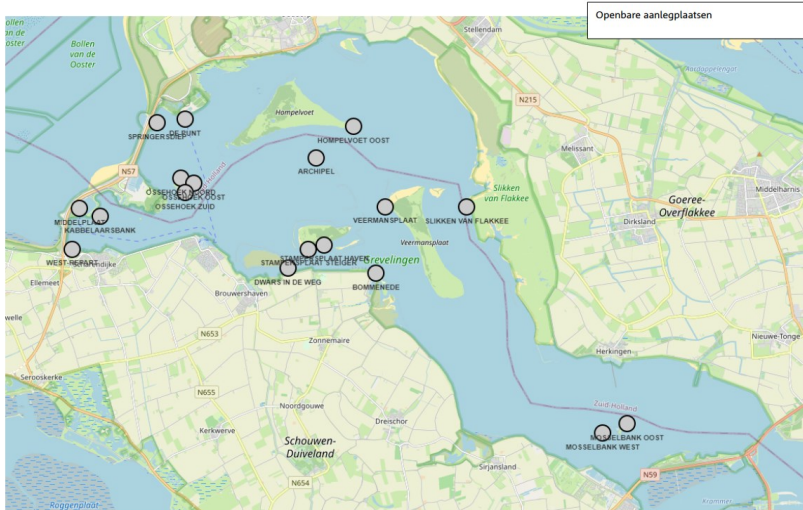 Openbare aanlegplaatsen
Stellendam
Bollen
van de
Ooster
N215
Hompelvoet
DE PUNT
SPRINGERSDIEP
HOMPELVOET OOST
Melissant
Middelharnis
ARCHIPEL
N57
Slikken
van Flakkee
Goeree-
Overflakkee
OSSEHOEK NOORD
OSSEHOEK OOST
OSSEHOEK ZUID
MIDDELPLAAT
KABBELAARSBANK
VEERMANSPLAAT
SLIKKEN VAN FLAKKEE
Dirksland
Veermansplaat
STAMPERSPLAAT HAVEN
STAMPERSPLAAT STEIGER
Grevelingen
WEST REPART
DWARS IN DE WEG
BOMMENEDE
Ellemeet
Brouwershaven
N653
Zonnemaire
Nieuwe-Tonge
Herkingen
Serooskerke
N655
Noordgouwe
Zuid Holland
Kerkwerve
Dreischor
MOSSELBANK OOST
MOSSELBANK WEST
Schouwen-
Duiveland
Sirjansland
N59
N654
Roggenplaat
Krammer